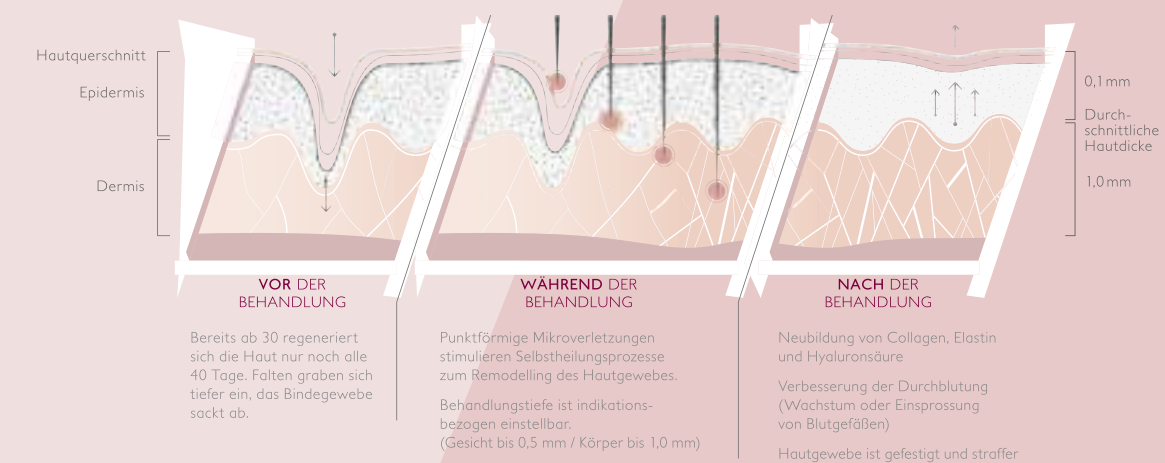 Hautquerschnitt
Epidermis
Dermis
0,1 mm
Durch-
schnittliche
Hautdicke
1,0 mm
VOR DER
BEHANDLUNG
Bereits ab 30 regeneriert
sich die Haut nur noch alle
40 Tage. Falten graben sich
tiefer ein, das Bindegewebe
sackt ab.
WÄHREND DER
BEHANDLUNG
Punktförmige Mikroverletzungen
stimulieren Selbstheilungsprozesse
zum Remodelling des Hautgewebes.
Behandlungstiefe ist indikations-
bezogen einstellbar.
(Gesicht bis 0,5 mm / Körper bis 1,0 mm)
NACH DER
BEHANDLUNG
Neubildung von Collagen, Elastin
und Hyaluronsäure
Verbesserung der Durchblutung
(Wachstum oder Einsprossung
von Blutgefäßen)
Hautgewebe ist gefestigt und straffer